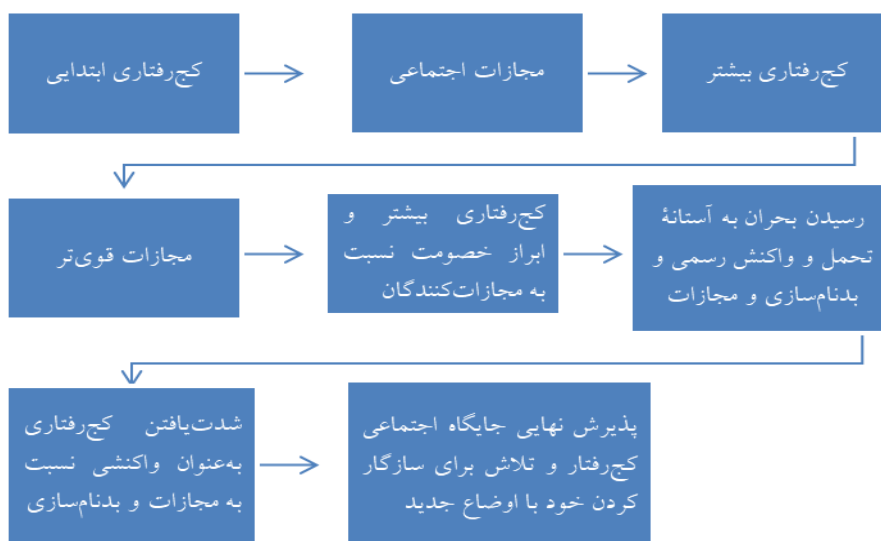 کج‌رفتاری ابتدایی
مجازات اجتماعی
کج‌رفتاری بیشتر
مجازات قوی‌تر
کج‌رفتاری بیشتر و
ابراز خصومت نسبت
به مجازات‌کنندگان
رسیدن بحران به آستانهٔ
تحمل و واکنش رسمی و
بدنام‌سازی و مجازات
شدت‌یافتن کج‌رفتاری
به‌عنوان واکنشی نسبت
به مجازات و بدنام‌سازی
پذیرش نهایی جایگاه اجتماعی
کج‌رفتار و تلاش برای سازگار
کردن خود با اوضاع جدید